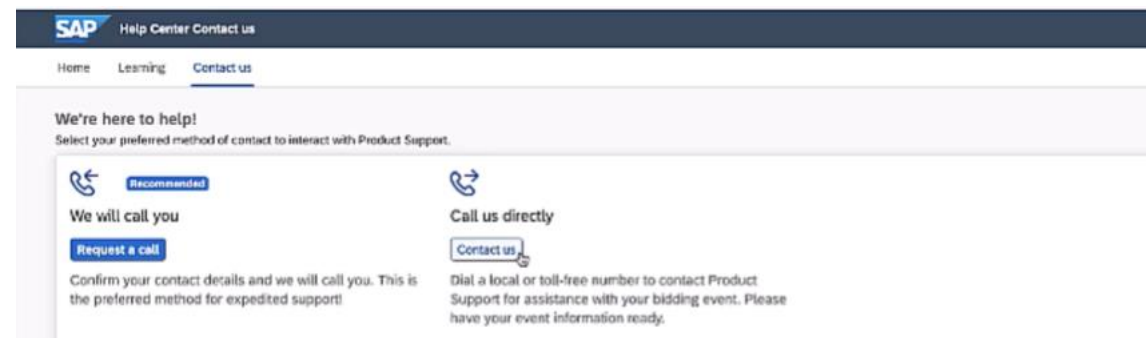 SAP Help Center Contact us
Home Learning Contact us
We're here to help!
Select your preferred method of contact to interact with Product Support.
Recommended
We will call you
Call us directly
Request a call
Contact us
Confirm your contact details and we will call you. This is
the preferred method for expedited support!
Dial a local or toll-free number to contact Product
Support for assistance with your bidding event. Please
have your event information ready.